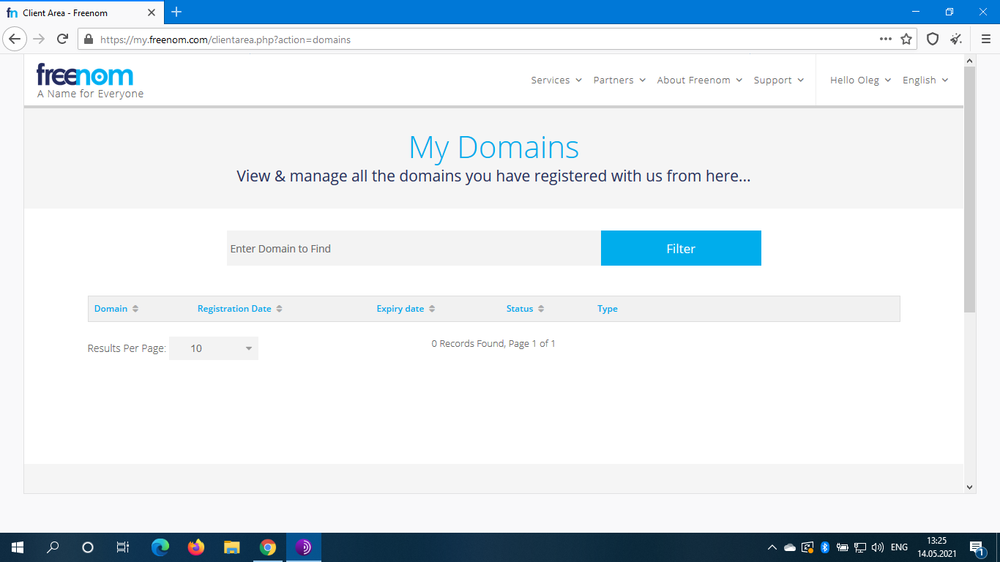 Client Area - Freenom
https://my.freenom.com/clientarea.php?action=domains
freenom
A Name for Everyone
Services Partners About Freenom Support Hello Oleg English
My Domains
View & manage all the domains you have registered with us from here...
Enter Domain to Find Filter
Domain Registration Date Expiry date Status Type
Results Per Page: 10 0 Records Found, Page 1 of 1
ENG
13:25
14.05.2021
1